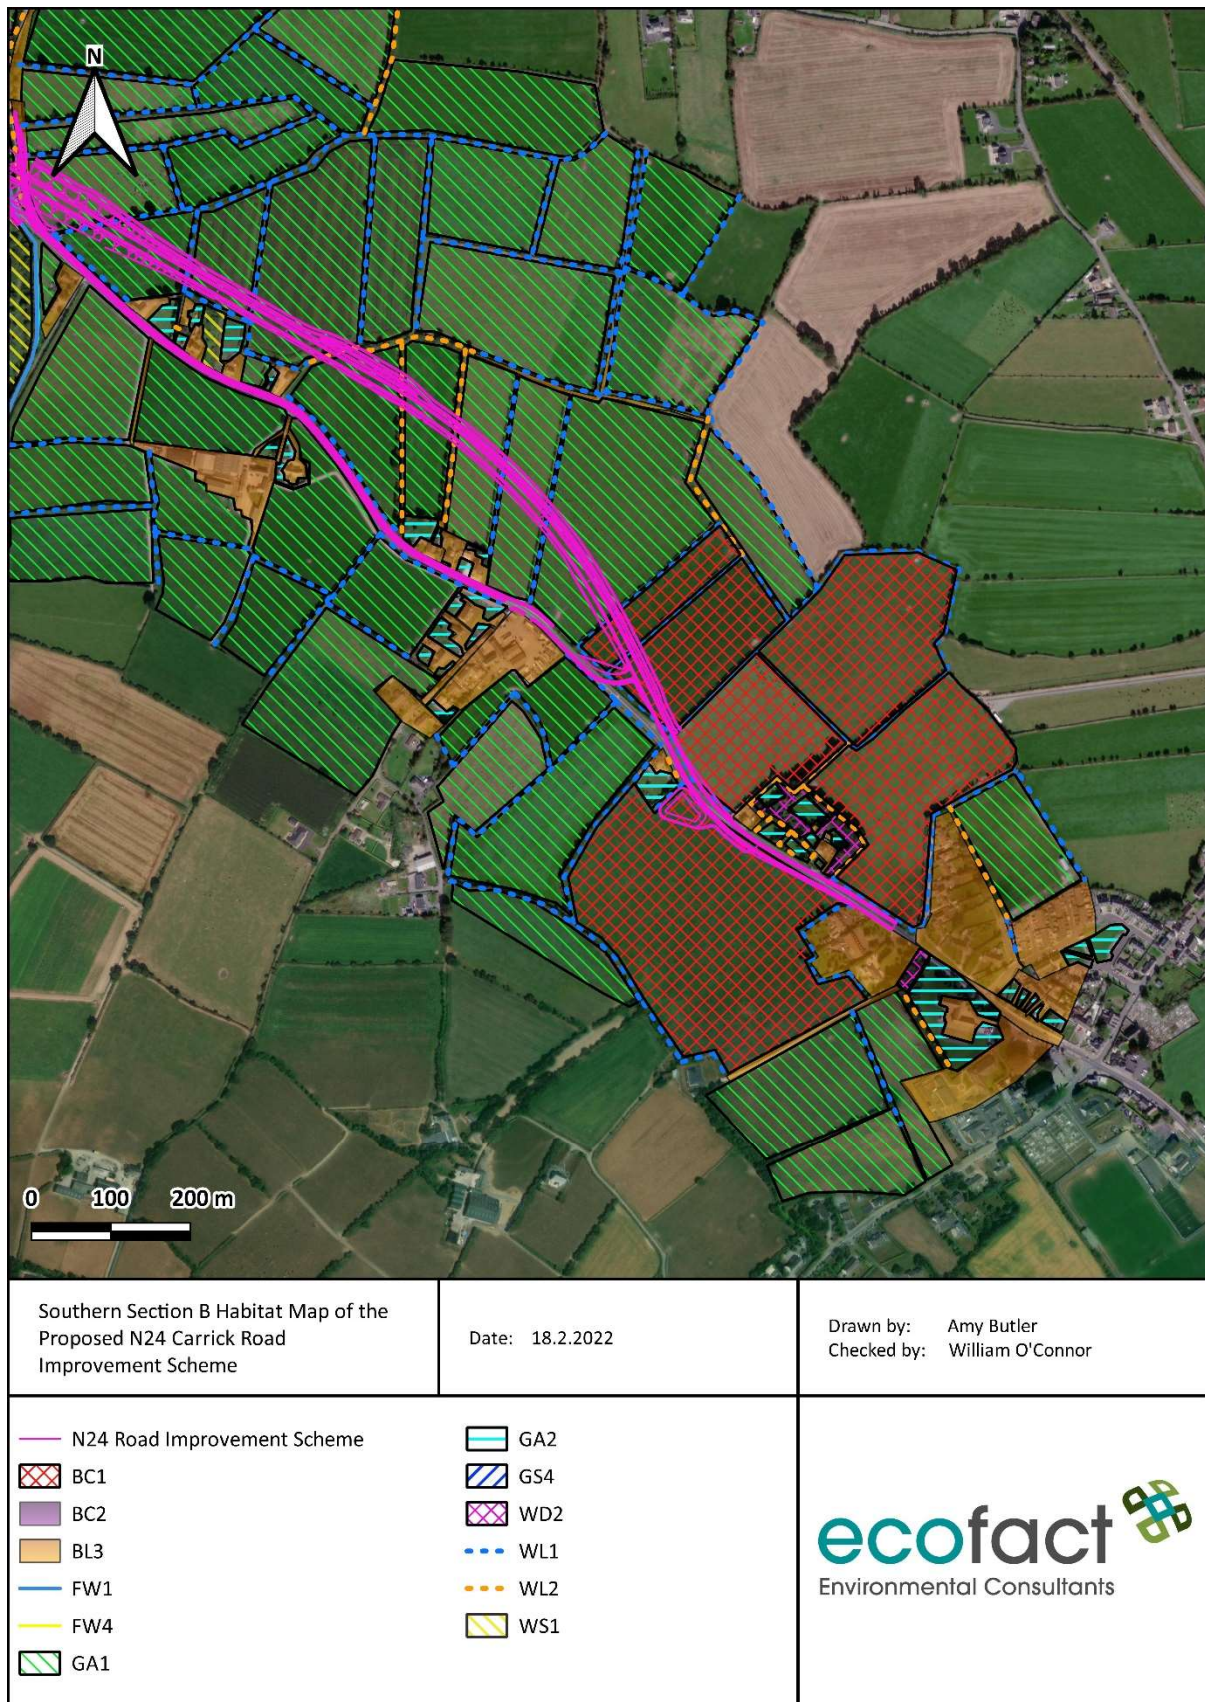 N
0 100 200 m
Southern Section B Habitat Map of the
Proposed N24 Carrick Road
Improvement Scheme
Date: 18.2.2022
Drawn by: Amy Butler
Checked by: William O'Connor
N24 Road Improvement Scheme
BC1
BC2
BL3
FW1
FW4
GA1
GA2
GS4
WD2
WL1
WL2
WS1
ecofact
Environmental Consultants